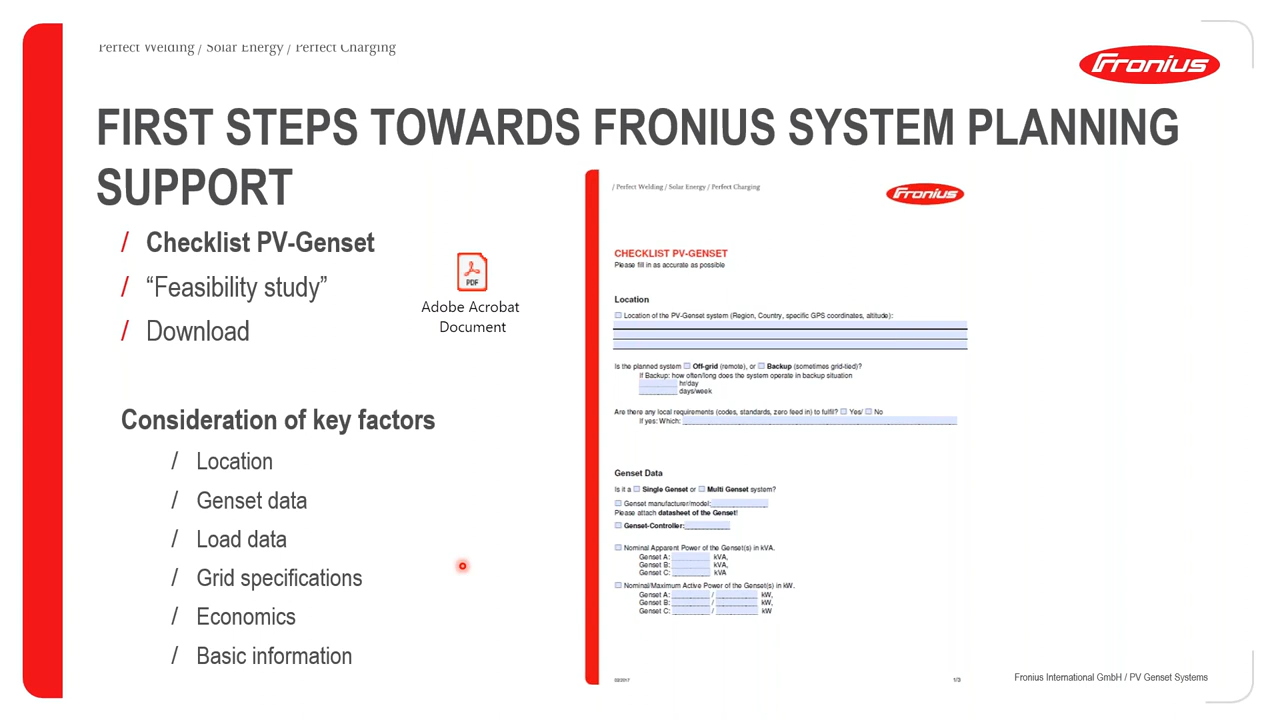 Perfect Welding / Solar Energy / Perfect Charging
Fronius
FIRST STEPS TOWARDS FRONIUS SYSTEM PLANNING
SUPPORT
/ Checklist PV-Genset
/ “Feasibility study”
/ Download
PDF
Adobe Acrobat
Document
Consideration of key factors
/ Location
/ Genset data
/ Load data
/ Grid specifications
/ Economics
/ Basic information
/ Perfect Welding / Solar Energy / Perfect Charging
Fronius
CHECKLIST PV-GENSET
Please fill in as accurate as possible
Location
Location of the PV-Genset system (Region, Country, specific GPS coordinates, altitude):
Is the planned system Off-grid (remote), or Backup (sometimes grid-tied)?
If Backup: how often/long does the system operate in backup situation
hr/day
days/week
Are there any local requirements (codes, standards, zero feed in) to fulfil? Yes/ No
If yes: Which:
Genset Data
Is it a Single Genset or Multi Genset system?
Genset manufacturer/model:
Please attach datasheet of the Genset!
Genset-Controller:
Nominal Apparent Power of the Genset(s) in kVA.
Genset A: kVA,
Genset B: kVA,
Genset C: kVA
Nominal/Maximum Active Power of the Genset(s) in kW.
Genset A: / kW,
Genset B: / kW,
Genset C: / kW
02/2017 1/3
Fronius International GmbH / PV Genset Systems